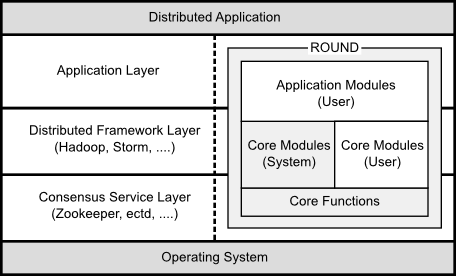 Distributed Application
ROUND
Application Layer
Application Modules
(User)
Distributed Framework Layer
(Hadoop, Storm, ....)
Core Modules
(System)
Core Modules
(User)
Consensus Service Layer
(Zookeeper, ectd, ....)
Core Functions
Operating System